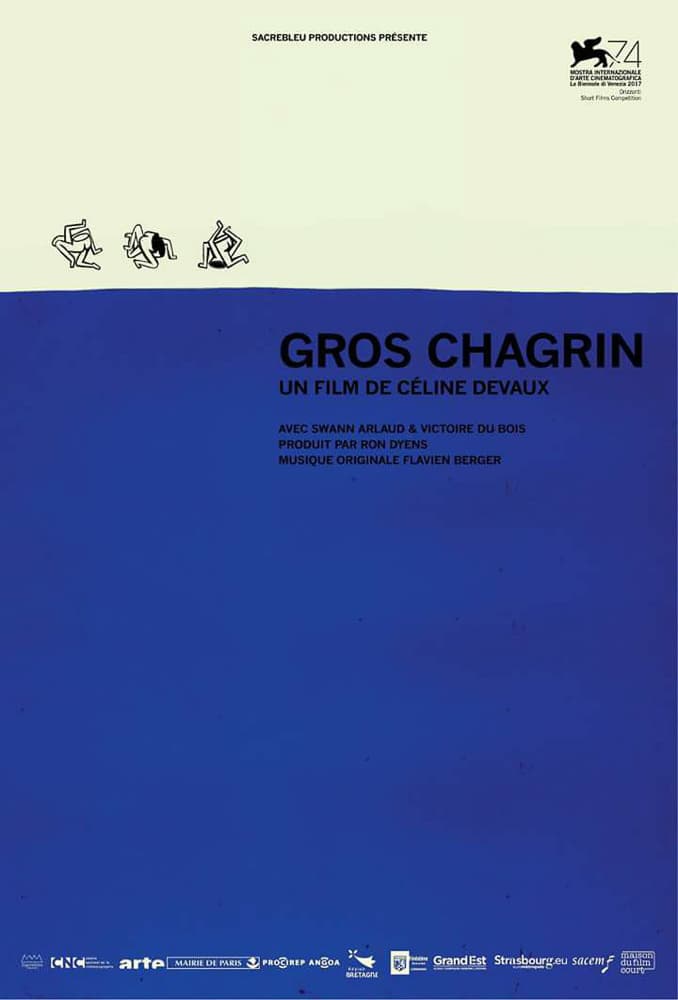 SACREBLEU PRODUCTIONS PRÉSENTE
74
MOSTRA INTERNAZIONALE
D'ARTE CINEMATOGRAFICA
La Biennale di Venezia 2017
Orizzonti
Short Films Competition
GROS CHAGRIN
UN FILM DE CÉLINE DEVAUX
AVEC SWANN ARLAUD & VICTOIRE DU BOIS
PRODUIT PAR RON DYENS
MUSIQUE ORIGINALE FLAVIEN BERGER
CNC
arte
MAIRIE DE PARIS
PROCIREP ANGOA
BRETAGNE
GrandEst
Strasbourg.eu
sacem
maison
du film
court